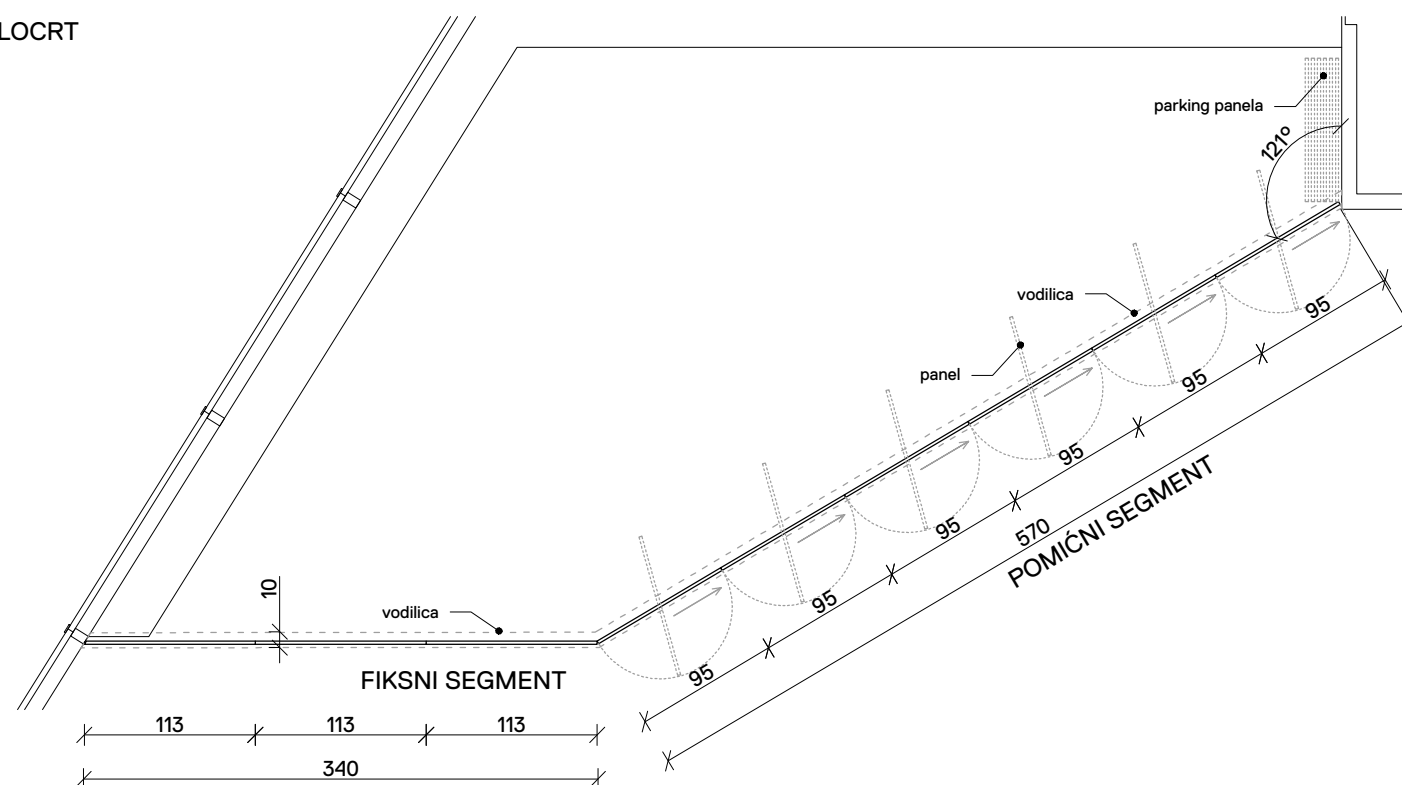 LOCRT
parking panela
121°
vodilica
panel
95
95
95
95
95
95
570
POMIĆNI SEGMENT
10
vodilica
FIKSNI SEGMENT
113
113
113
340